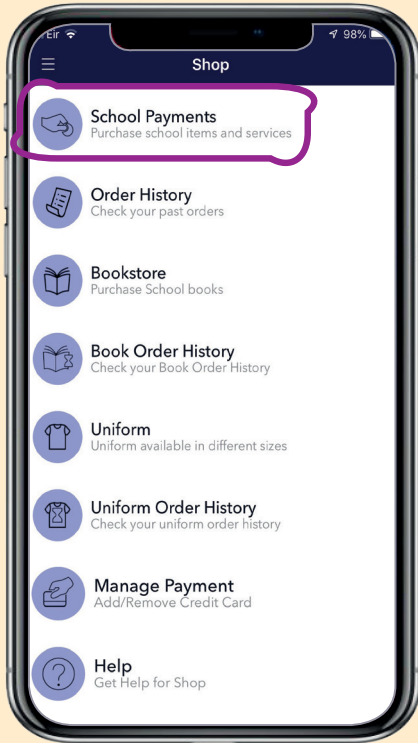 Eir 98%
Shop
School Payments
Purchase school items and services
Order History
Check your past orders
Bookstore
Purchase School books
Book Order History
Check your Book Order History
Uniform
Uniform available in different sizes
Uniform Order History
Check your uniform order history
Manage Payment
Add/Remove Credit Card
Help
Get Help for Shop